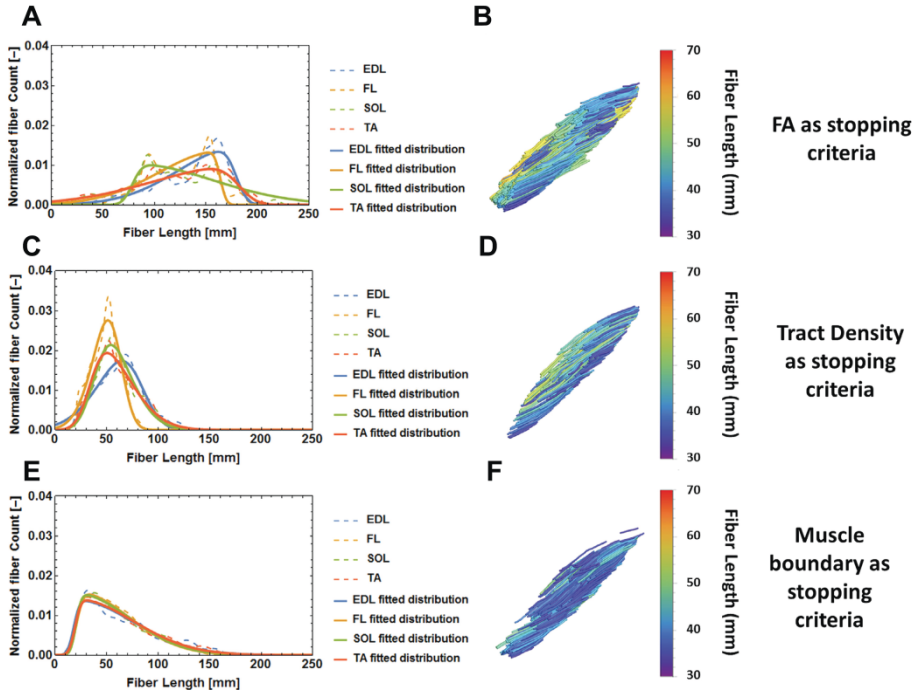 A
Normalized fiber Count [–]
0.04
0.03
0.02
0.01
0.00
0 50 100 150 200 250
Fiber Length [mm]
EDL
FL
SOL
TA
EDL fitted distribution
FL fitted distribution
SOL fitted distribution
TA fitted distribution
B
70
60
50
40
30
Fiber Length (mm)
FA as stopping
criteria
C
Normalized fiber Count [–]
0.04
0.03
0.02
0.01
0.00
0 50 100 150 200 250
Fiber Length [mm]
EDL
FL
SOL
TA
EDL fitted distribution
FL fitted distribution
SOL fitted distribution
TA fitted distribution
D
70
60
50
40
30
Fiber Length (mm)
Tract Density
as stopping
criteria
E
Normalized fiber Count [–]
0.04
0.03
0.02
0.01
0.00
0 50 100 150 200 250
Fiber Length [mm]
EDL
FL
SOL
TA
EDL fitted distribution
FL fitted distribution
SOL fitted distribution
TA fitted distribution
F
70
60
50
40
30
Fiber Length (mm)
Muscle
boundary as
stopping
criteria